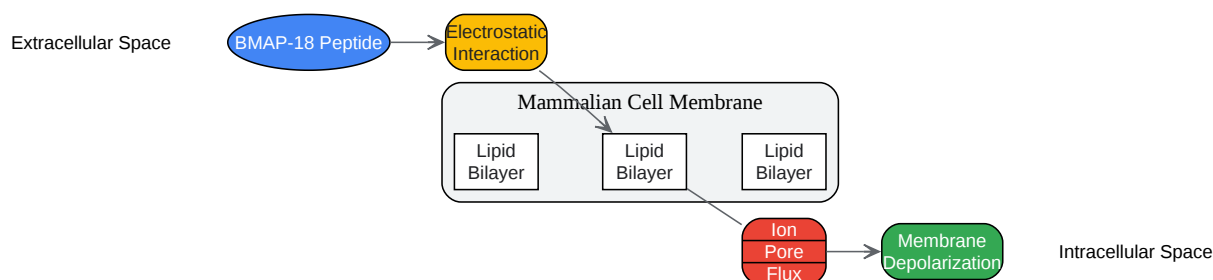 Extracellular Space
BMAP-18 Peptide
Electrostatic
Interaction
Mammalian Cell Membrane
Lipid
Bilayer
Lipid
Bilayer
Lipid
Bilayer
Ion
Pore
Flux
Membrane
Depolarization
Intracellular Space